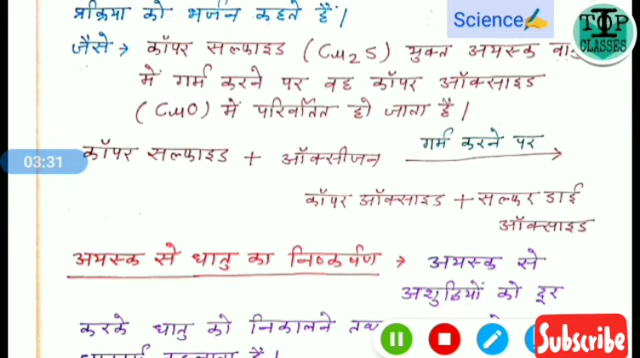 प्रक्रिया को भर्जन कहते हैं।
Science
TOP
CLASSES
जैसे → कॉपर सल्फाइड (Cu2S) युक्त अयस्क
में गर्म करने पर वह कॉपर ऑक्साइड
(CuO) में परिवर्तित हो जाता है।
03:31
कॉपर सल्फाइड + ऑक्सीजन गर्म करने पर →
कॉपर ऑक्साइड + सल्फर डाई
ऑक्साइड
अयस्क से धातु का निष्कर्षण → अयस्क से
अशुद्धियों को दूर
करके धातु को निकालने
Subscribe